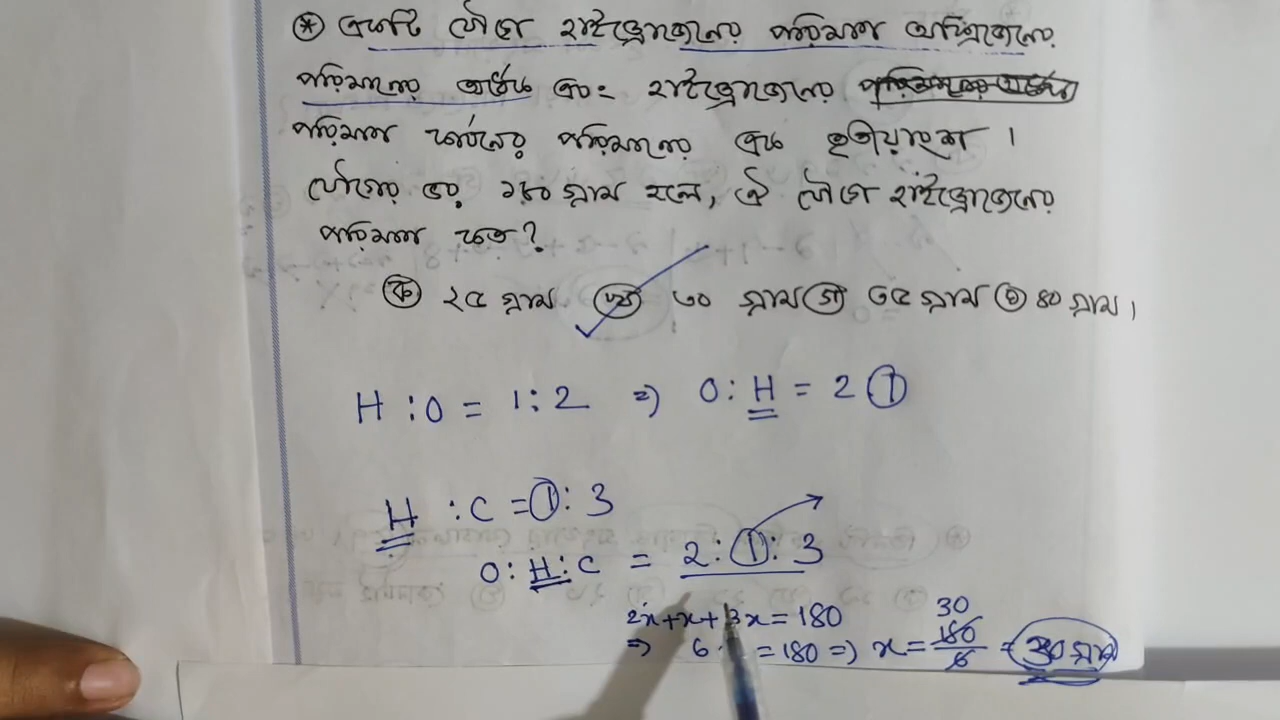 * একটি যৌগে হাইড্রোজেনের পরিমাণ অক্সিজেনের
পরিমানের অর্ধেক এবং হাইড্রোজেনের
পরিমাণ কার্বনের পরিমানের এক তৃতীয়াংশ ।
যৌগের ভর ১৮০ গ্রাম হলে, ঐ যৌগে হাইড্রোজেনের
পরিমাণ কত?
ক ২৫ গ্রাম খ ৩০ গ্রাম গ ৩৫ গ্রাম ঘ ৪০ গ্রাম ।
H : O = 1 : 2 ⇒ O : H = 2 1
H : C = 1 : 3
O : H : C = 2 : 1 : 3
2x+x+3x = 180
⇒ 6 = 180 ⇒ x = 180/6 = 30 গ্রাম
30